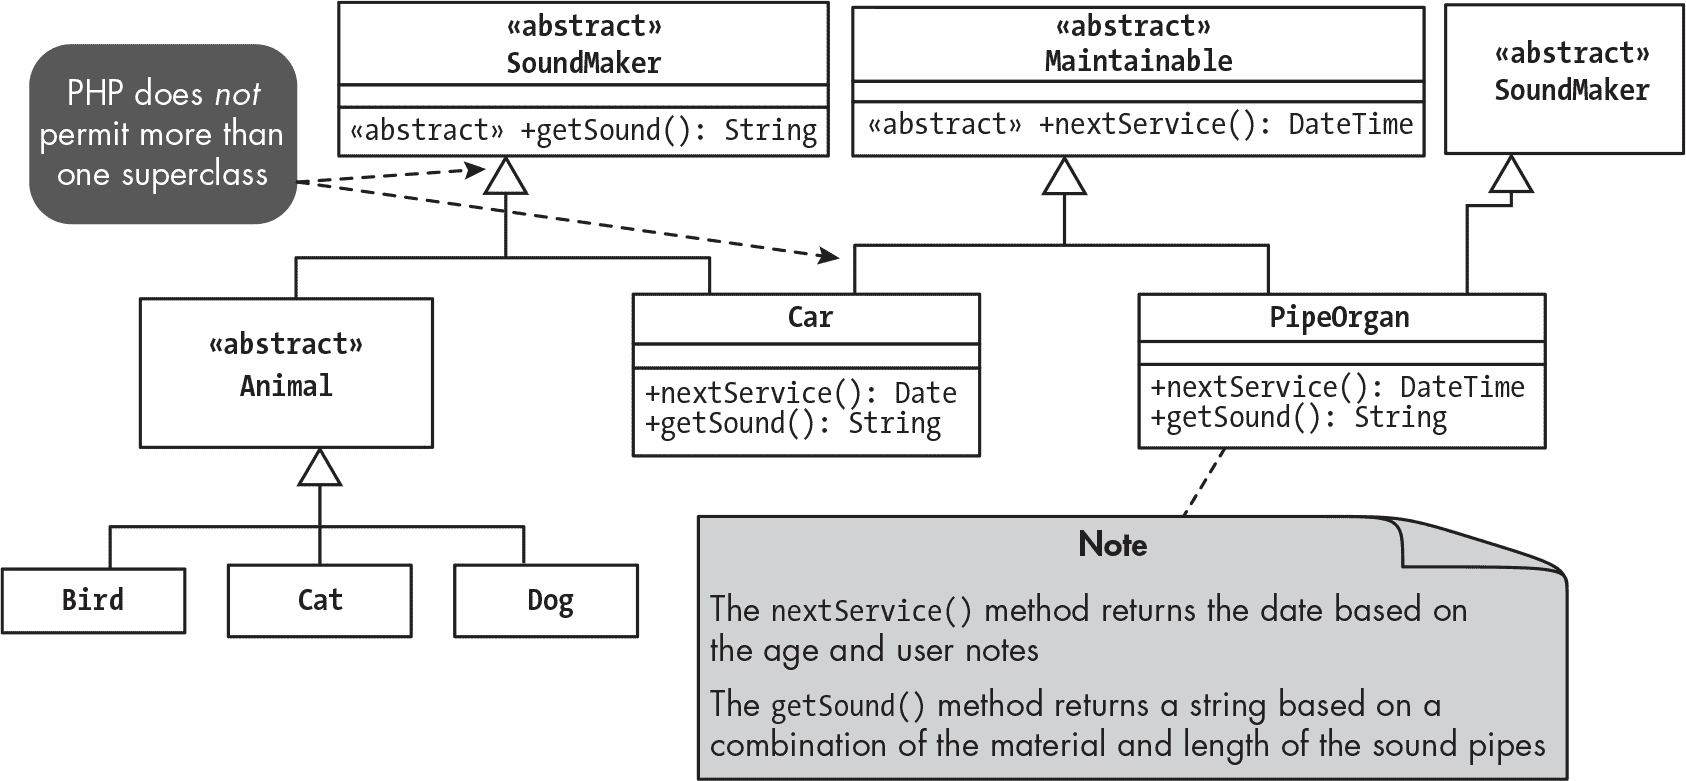 PHP does not
permit more than
one superclass
«abstract»
SoundMaker
«abstract» +getSound(): String
«abstract»
Maintainable
«abstract» +nextService(): DateTime
«abstract»
SoundMaker
«abstract»
Animal
Car
+nextService(): Date
+getSound(): String
PipeOrgan
+nextService(): DateTime
+getSound(): String
Bird
Cat
Dog
Note
The nextService() method returns the date based on
the age and user notes
The getSound() method returns a string based on a
combination of the material and length of the sound pipes